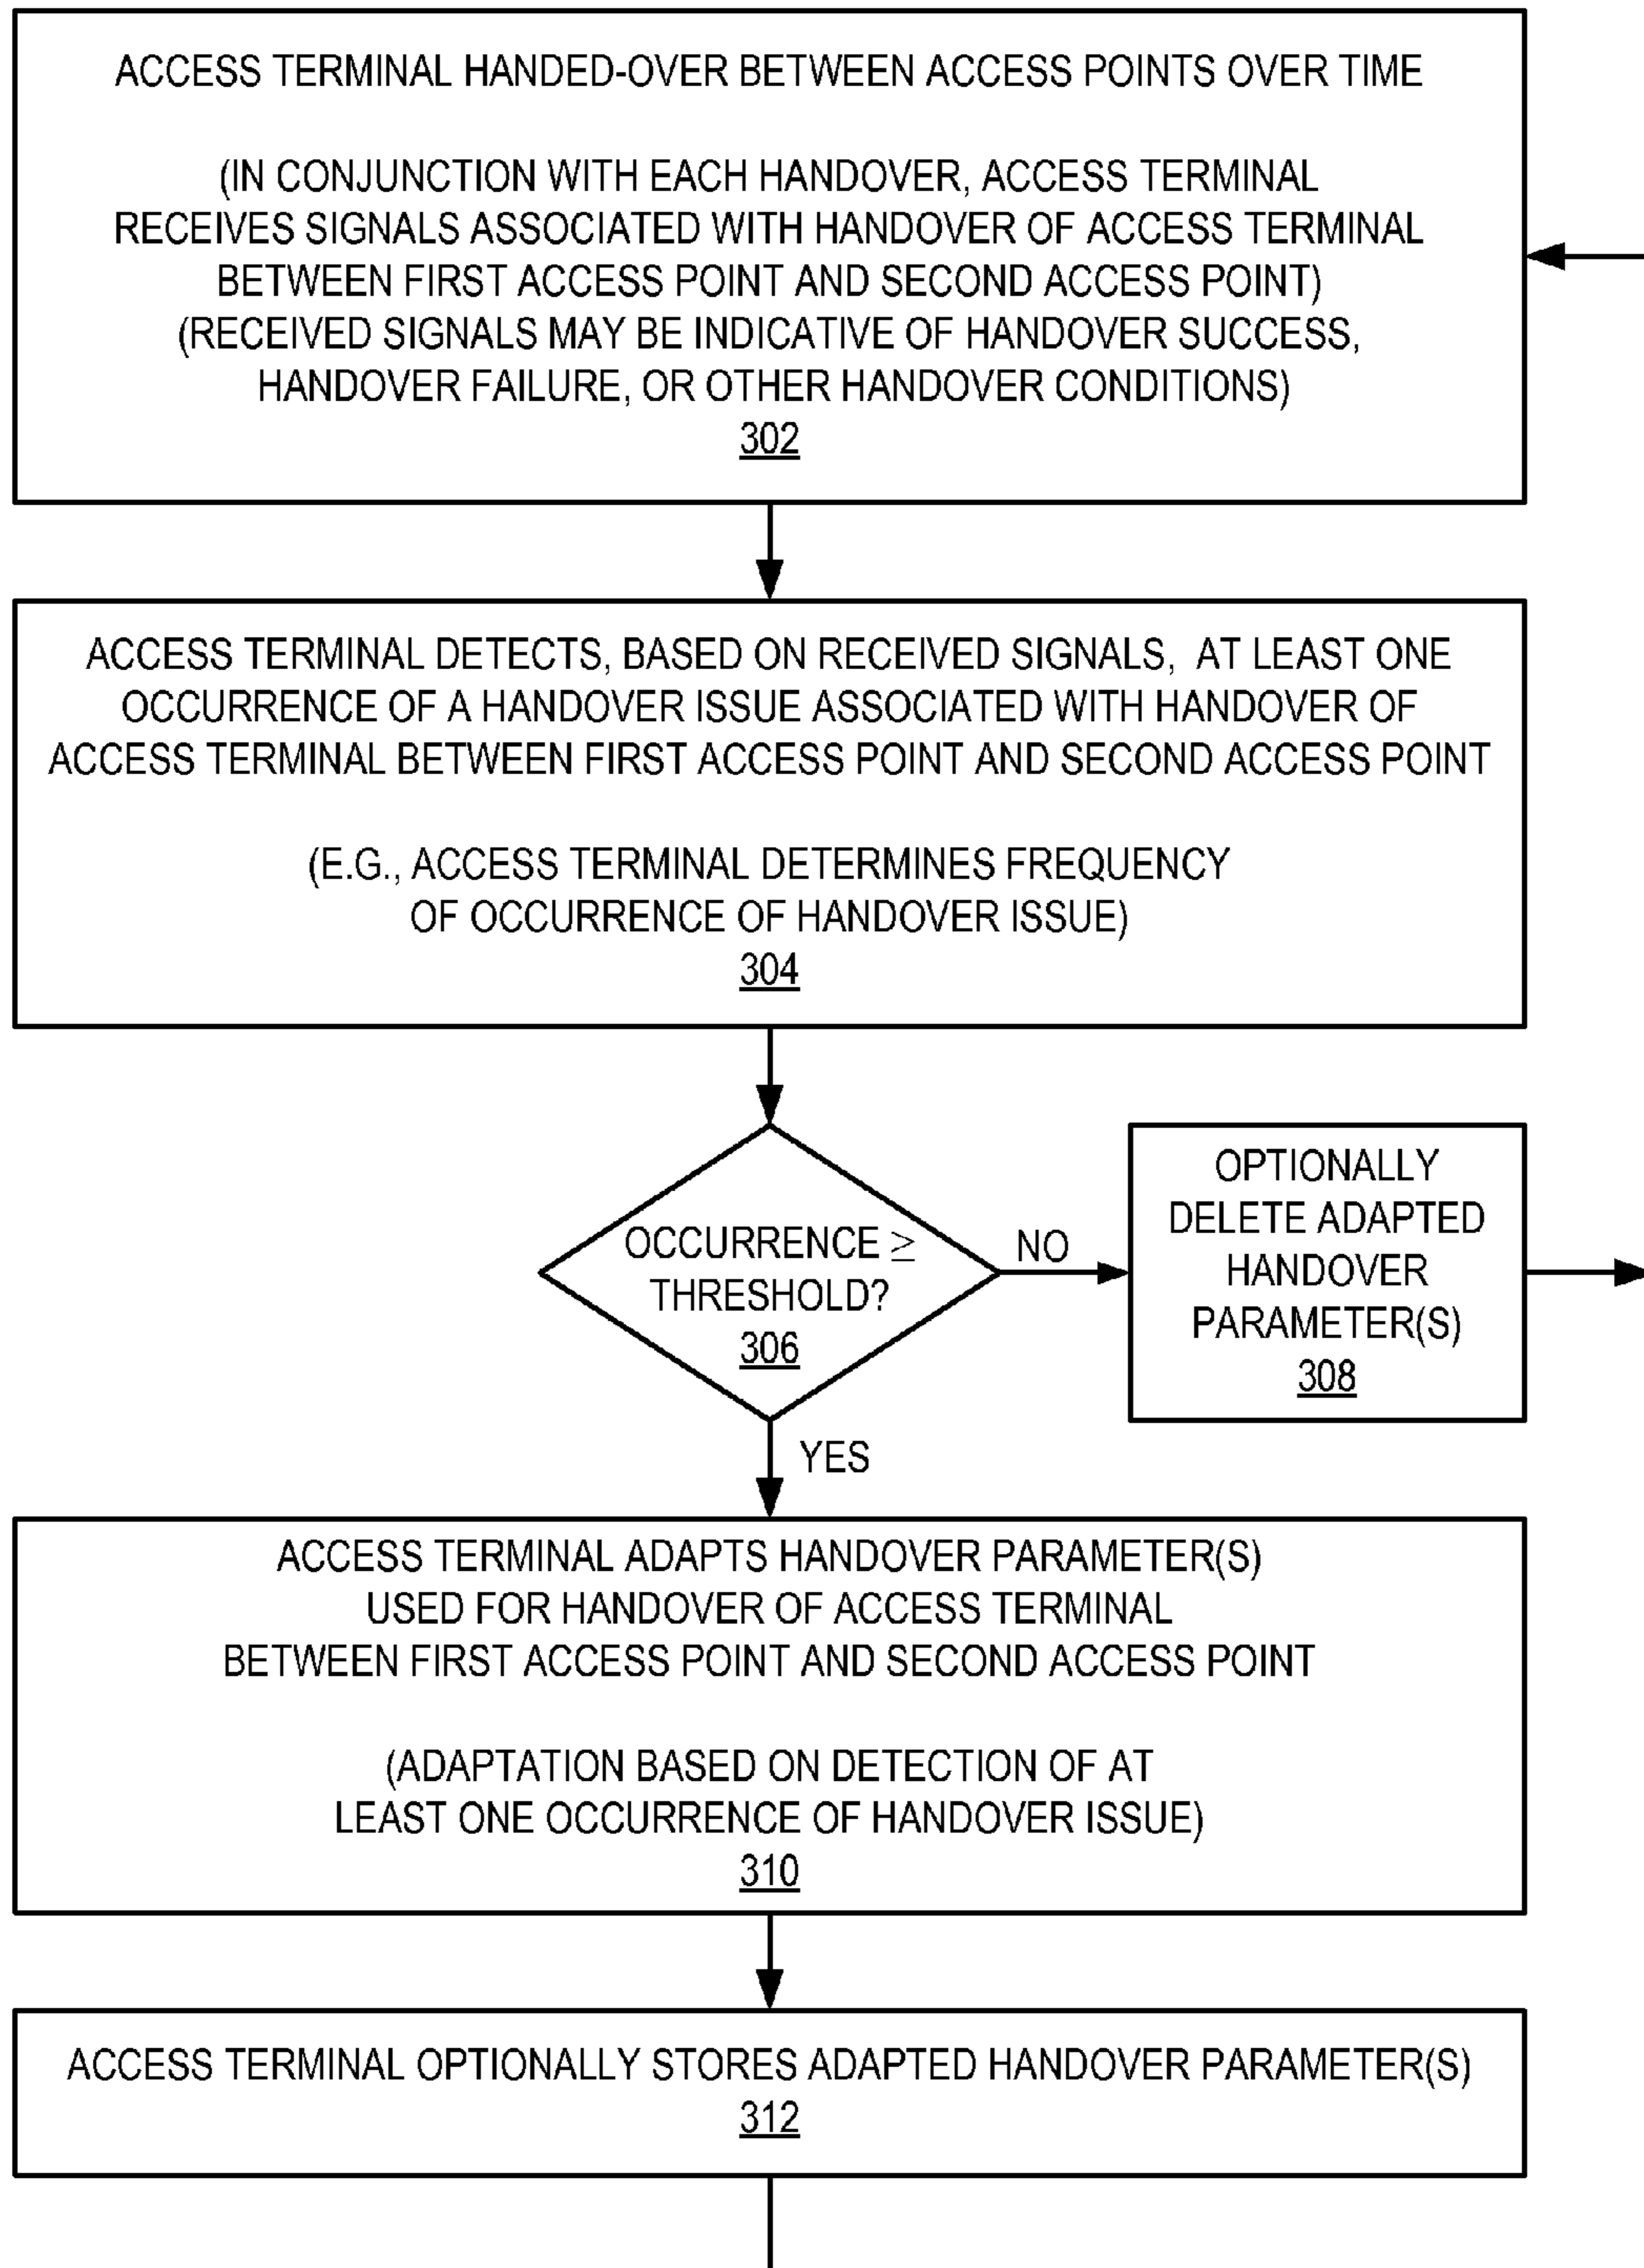 ACCESS TERMINAL HANDED-OVER BETWEEN ACCESS POINTS OVER TIME
(IN CONJUNCTION WITH EACH HANDOVER, ACCESS TERMINAL
RECEIVES SIGNALS ASSOCIATED WITH HANDOVER OF ACCESS TERMINAL
BETWEEN FIRST ACCESS POINT AND SECOND ACCESS POINT)
(RECEIVED SIGNALS MAY BE INDICATIVE OF HANDOVER SUCCESS,
HANDOVER FAILURE, OR OTHER HANDOVER CONDITIONS)
302
ACCESS TERMINAL DETECTS, BASED ON RECEIVED SIGNALS, AT LEAST ONE
OCCURRENCE OF A HANDOVER ISSUE ASSOCIATED WITH HANDOVER OF
ACCESS TERMINAL BETWEEN FIRST ACCESS POINT AND SECOND ACCESS POINT
(E.G., ACCESS TERMINAL DETERMINES FREQUENCY
OF OCCURRENCE OF HANDOVER ISSUE)
304
OCCURRENCE ≥
THRESHOLD?
306
NO
OPTIONALLY
DELETE ADAPTED
HANDOVER
PARAMETER(S)
308
YES
ACCESS TERMINAL ADAPTS HANDOVER PARAMETER(S)
USED FOR HANDOVER OF ACCESS TERMINAL
BETWEEN FIRST ACCESS POINT AND SECOND ACCESS POINT
(ADAPTATION BASED ON DETECTION OF AT
LEAST ONE OCCURRENCE OF HANDOVER ISSUE)
310
ACCESS TERMINAL OPTIONALLY STORES ADAPTED HANDOVER PARAMETER(S)
312